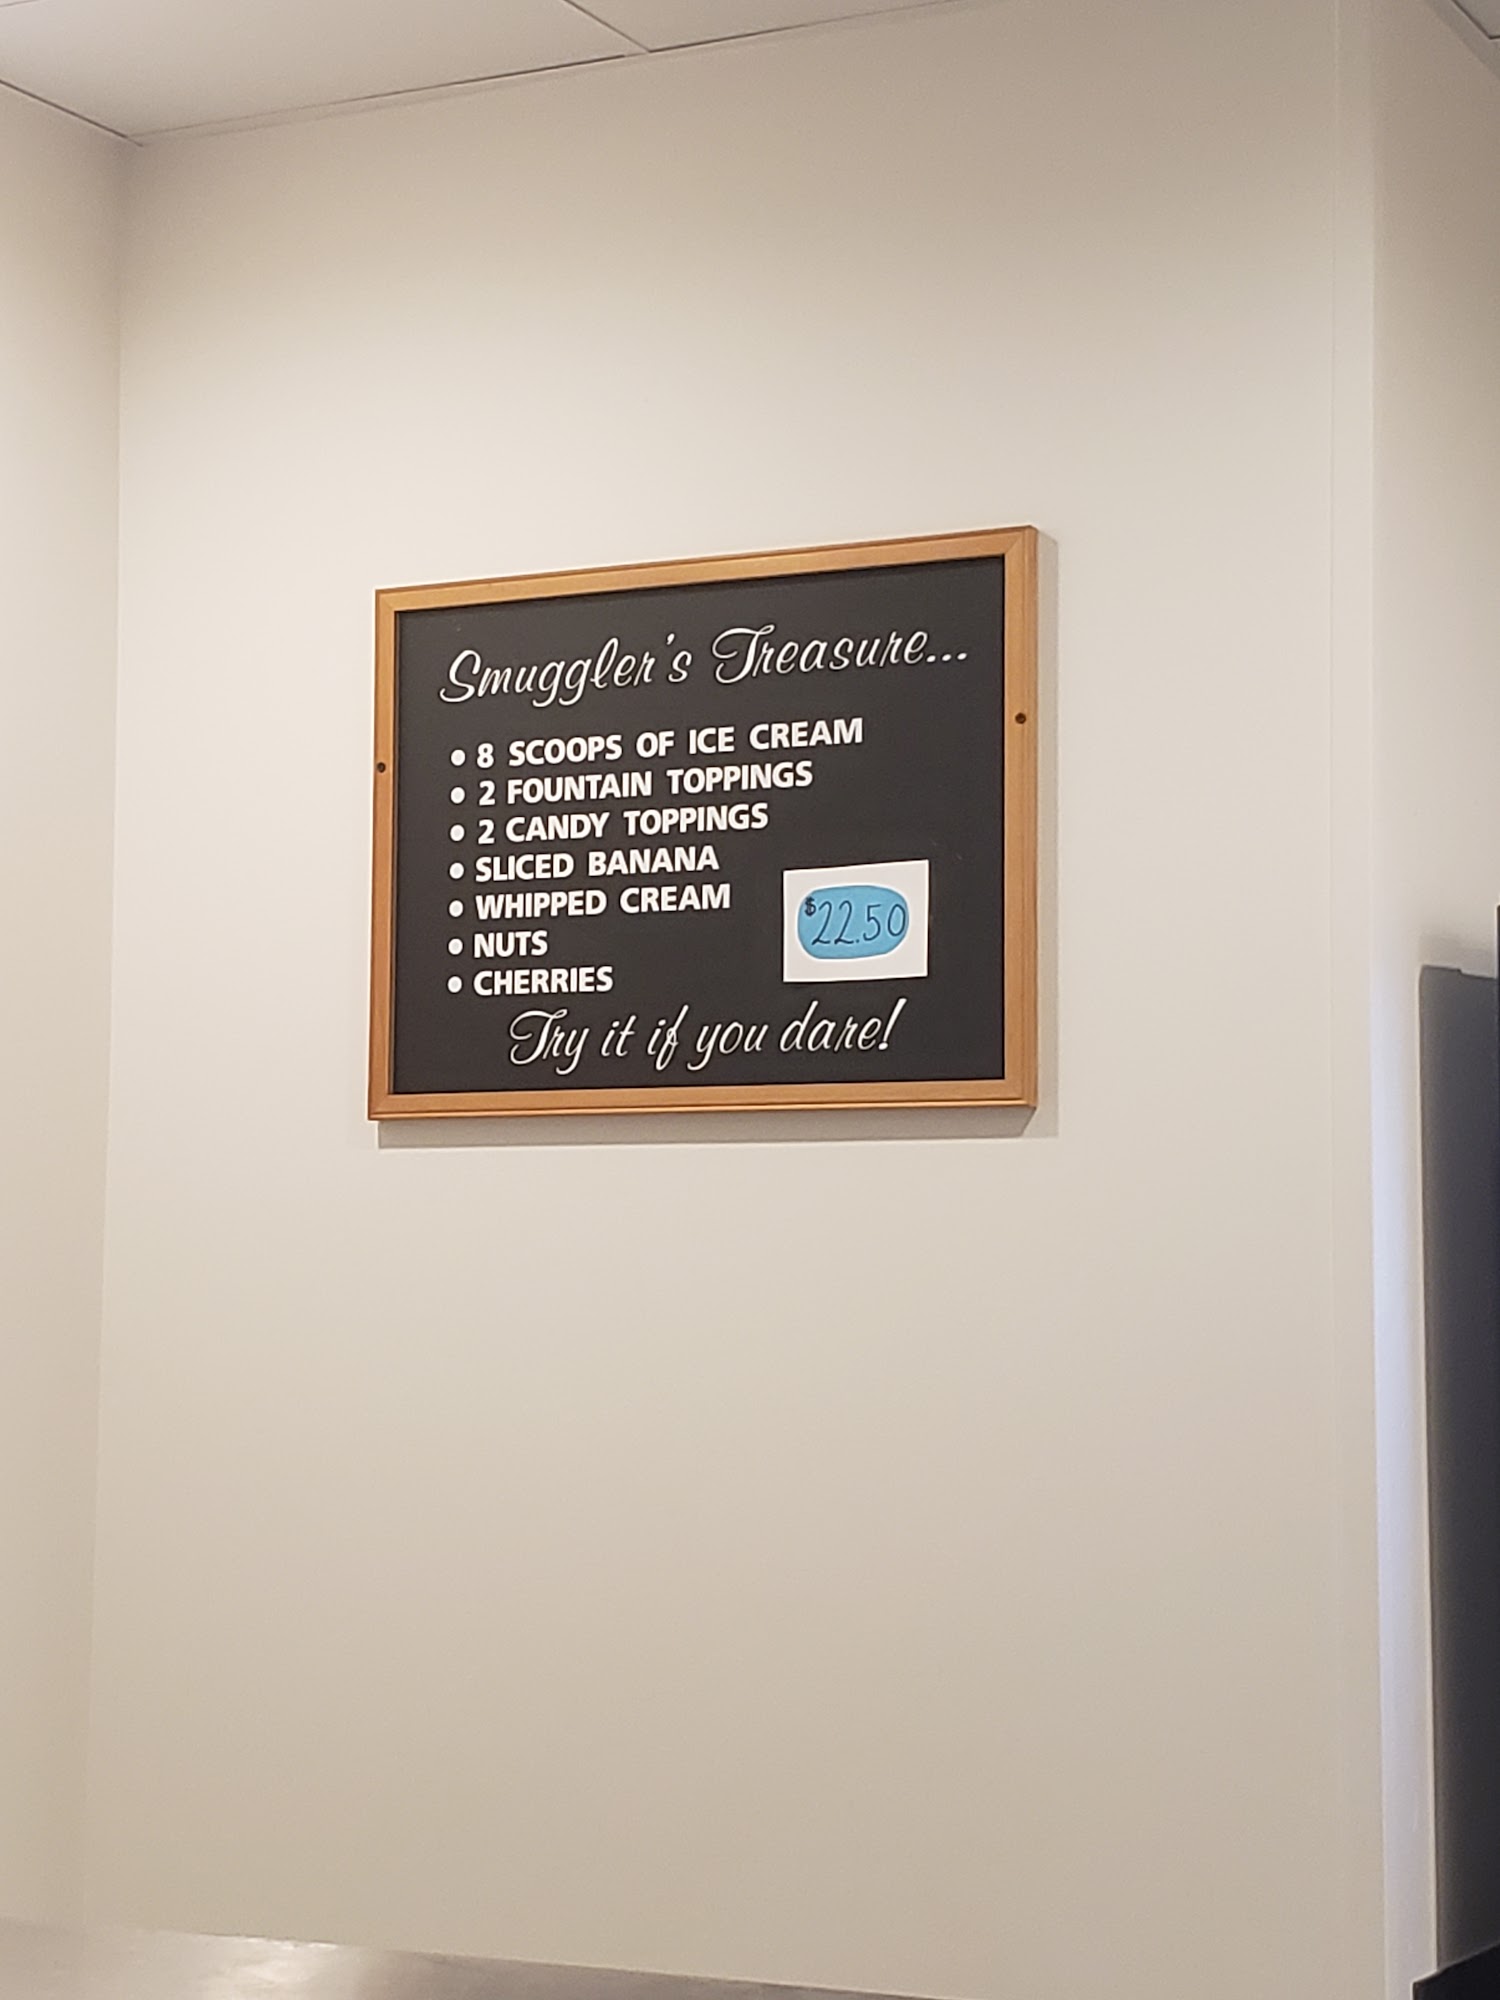 Smuggler's Treasure...
• 8 SCOOPS OF ICE CREAM
• 2 FOUNTAIN TOPPINGS
• 2 CANDY TOPPINGS
• SLICED BANANA
• WHIPPED CREAM
• NUTS
• CHERRIES
$22.50
Try it if you dare!